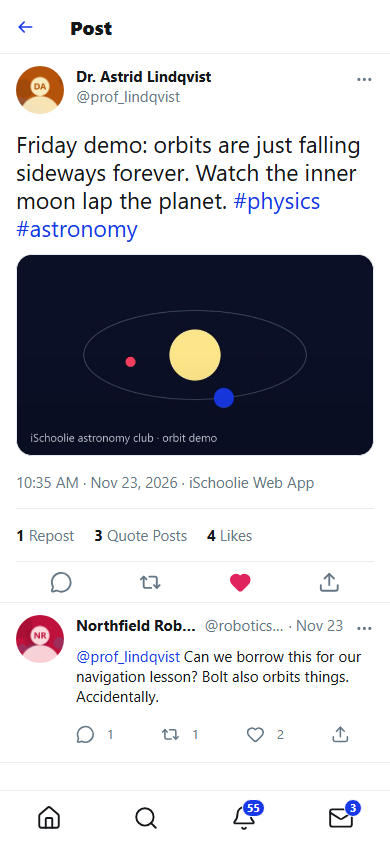 Post
DA
Dr. Astrid Lindqvist
@prof_lindqvist
Friday demo: orbits are just falling
sideways forever. Watch the inner
moon lap the planet. #physics
#astronomy
iSchoolie astronomy club · orbit demo
10:35 AM · Nov 23, 2026 · iSchoolie Web App
1 Repost 3 Quote Posts 4 Likes
NR
Northfield Rob... @robotics... · Nov 23
@prof_lindqvist Can we borrow this for our
navigation lesson? Bolt also orbits things.
Accidentally.
1 1 2
55 3